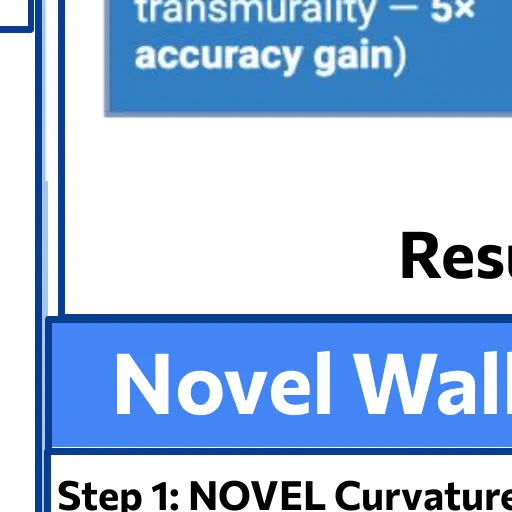 transmurality — 5×
accuracy gain)
Resu
Novel Wall
Step 1: NOVEL Curvature